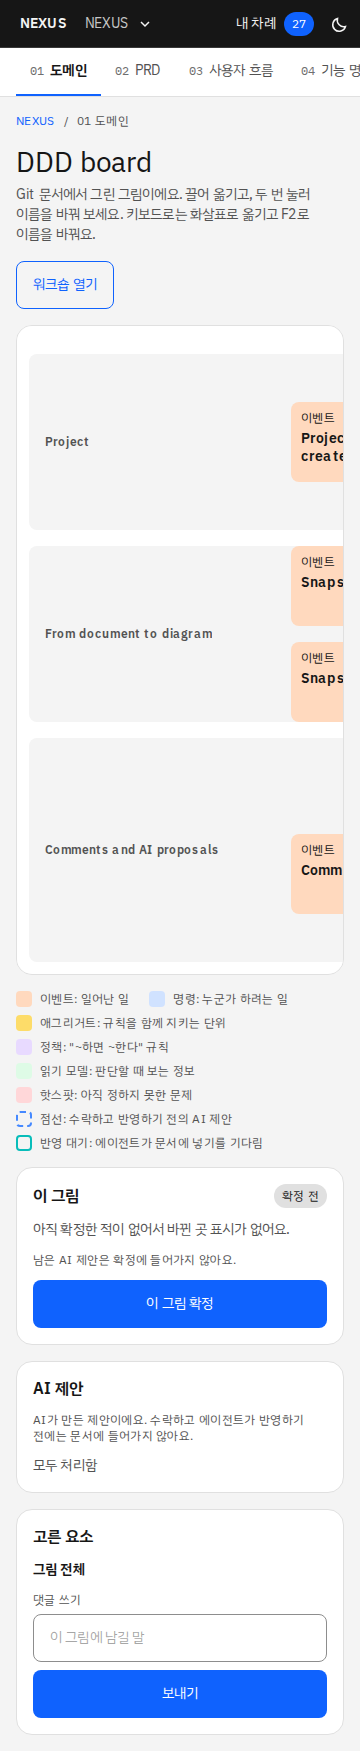 NEXUS NEXUS 내 차례 27
01 도메인 02 PRD 03 사용자 흐름 04 기능 명
NEXUS / 01 도메인
DDD board
Git 문서에서 그린 그림이에요. 끌어 옮기고, 두 번 눌러
이름을 바꿔 보세요. 키보드로는 화살표로 옮기고 F2로
이름을 바꿔요.
워크숍 열기
Project
이벤트
Projec
create
From document to diagram
이벤트
Snaps
이벤트
Snaps
Comments and AI proposals
이벤트
Comm
이벤트: 일어난 일 명령: 누군가 하려는 일
애그리거트: 규칙을 함께 지키는 단위
정책: "~하면 ~한다" 규칙
읽기 모델: 판단할 때 보는 정보
핫스팟: 아직 정하지 못한 문제
점선: 수락하고 반영하기 전의 AI 제안
반영 대기: 에이전트가 문서에 넣기를 기다림
이 그림 확정 전
아직 확정한 적이 없어서 바뀐 곳 표시가 없어요.
남은 AI 제안은 확정에 들어가지 않아요.
이 그림 확정
AI 제안
AI가 만든 제안이에요. 수락하고 에이전트가 반영하기
전에는 문서에 들어가지 않아요.
모두 처리함
고른 요소
그림 전체
댓글 쓰기
이 그림에 남길 말
보내기